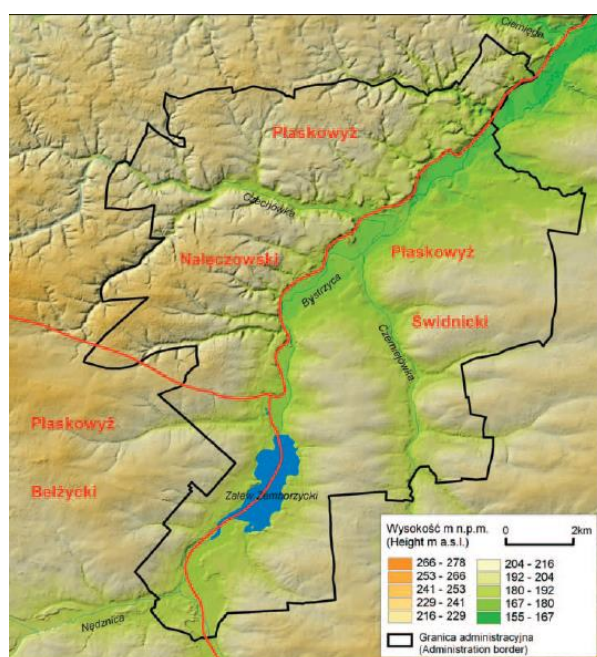 Ciemięga
Płaskowyż
Czechówka
Nałęczowski
Płaskowyż
Bystrzyca
Świdnicki
Czerniejówka
Płaskowyż
Bełżycki
Zalew Zemborzycki
Nędznica
Wysokość m n.p.m.
(Height m a.s.l.)
0 2km
266 - 278
253 - 266
241 - 253
229 - 241
216 - 229
204 - 216
192 - 204
180 - 192
167 - 180
155 - 167
Granica administracyjna
(Administration border)